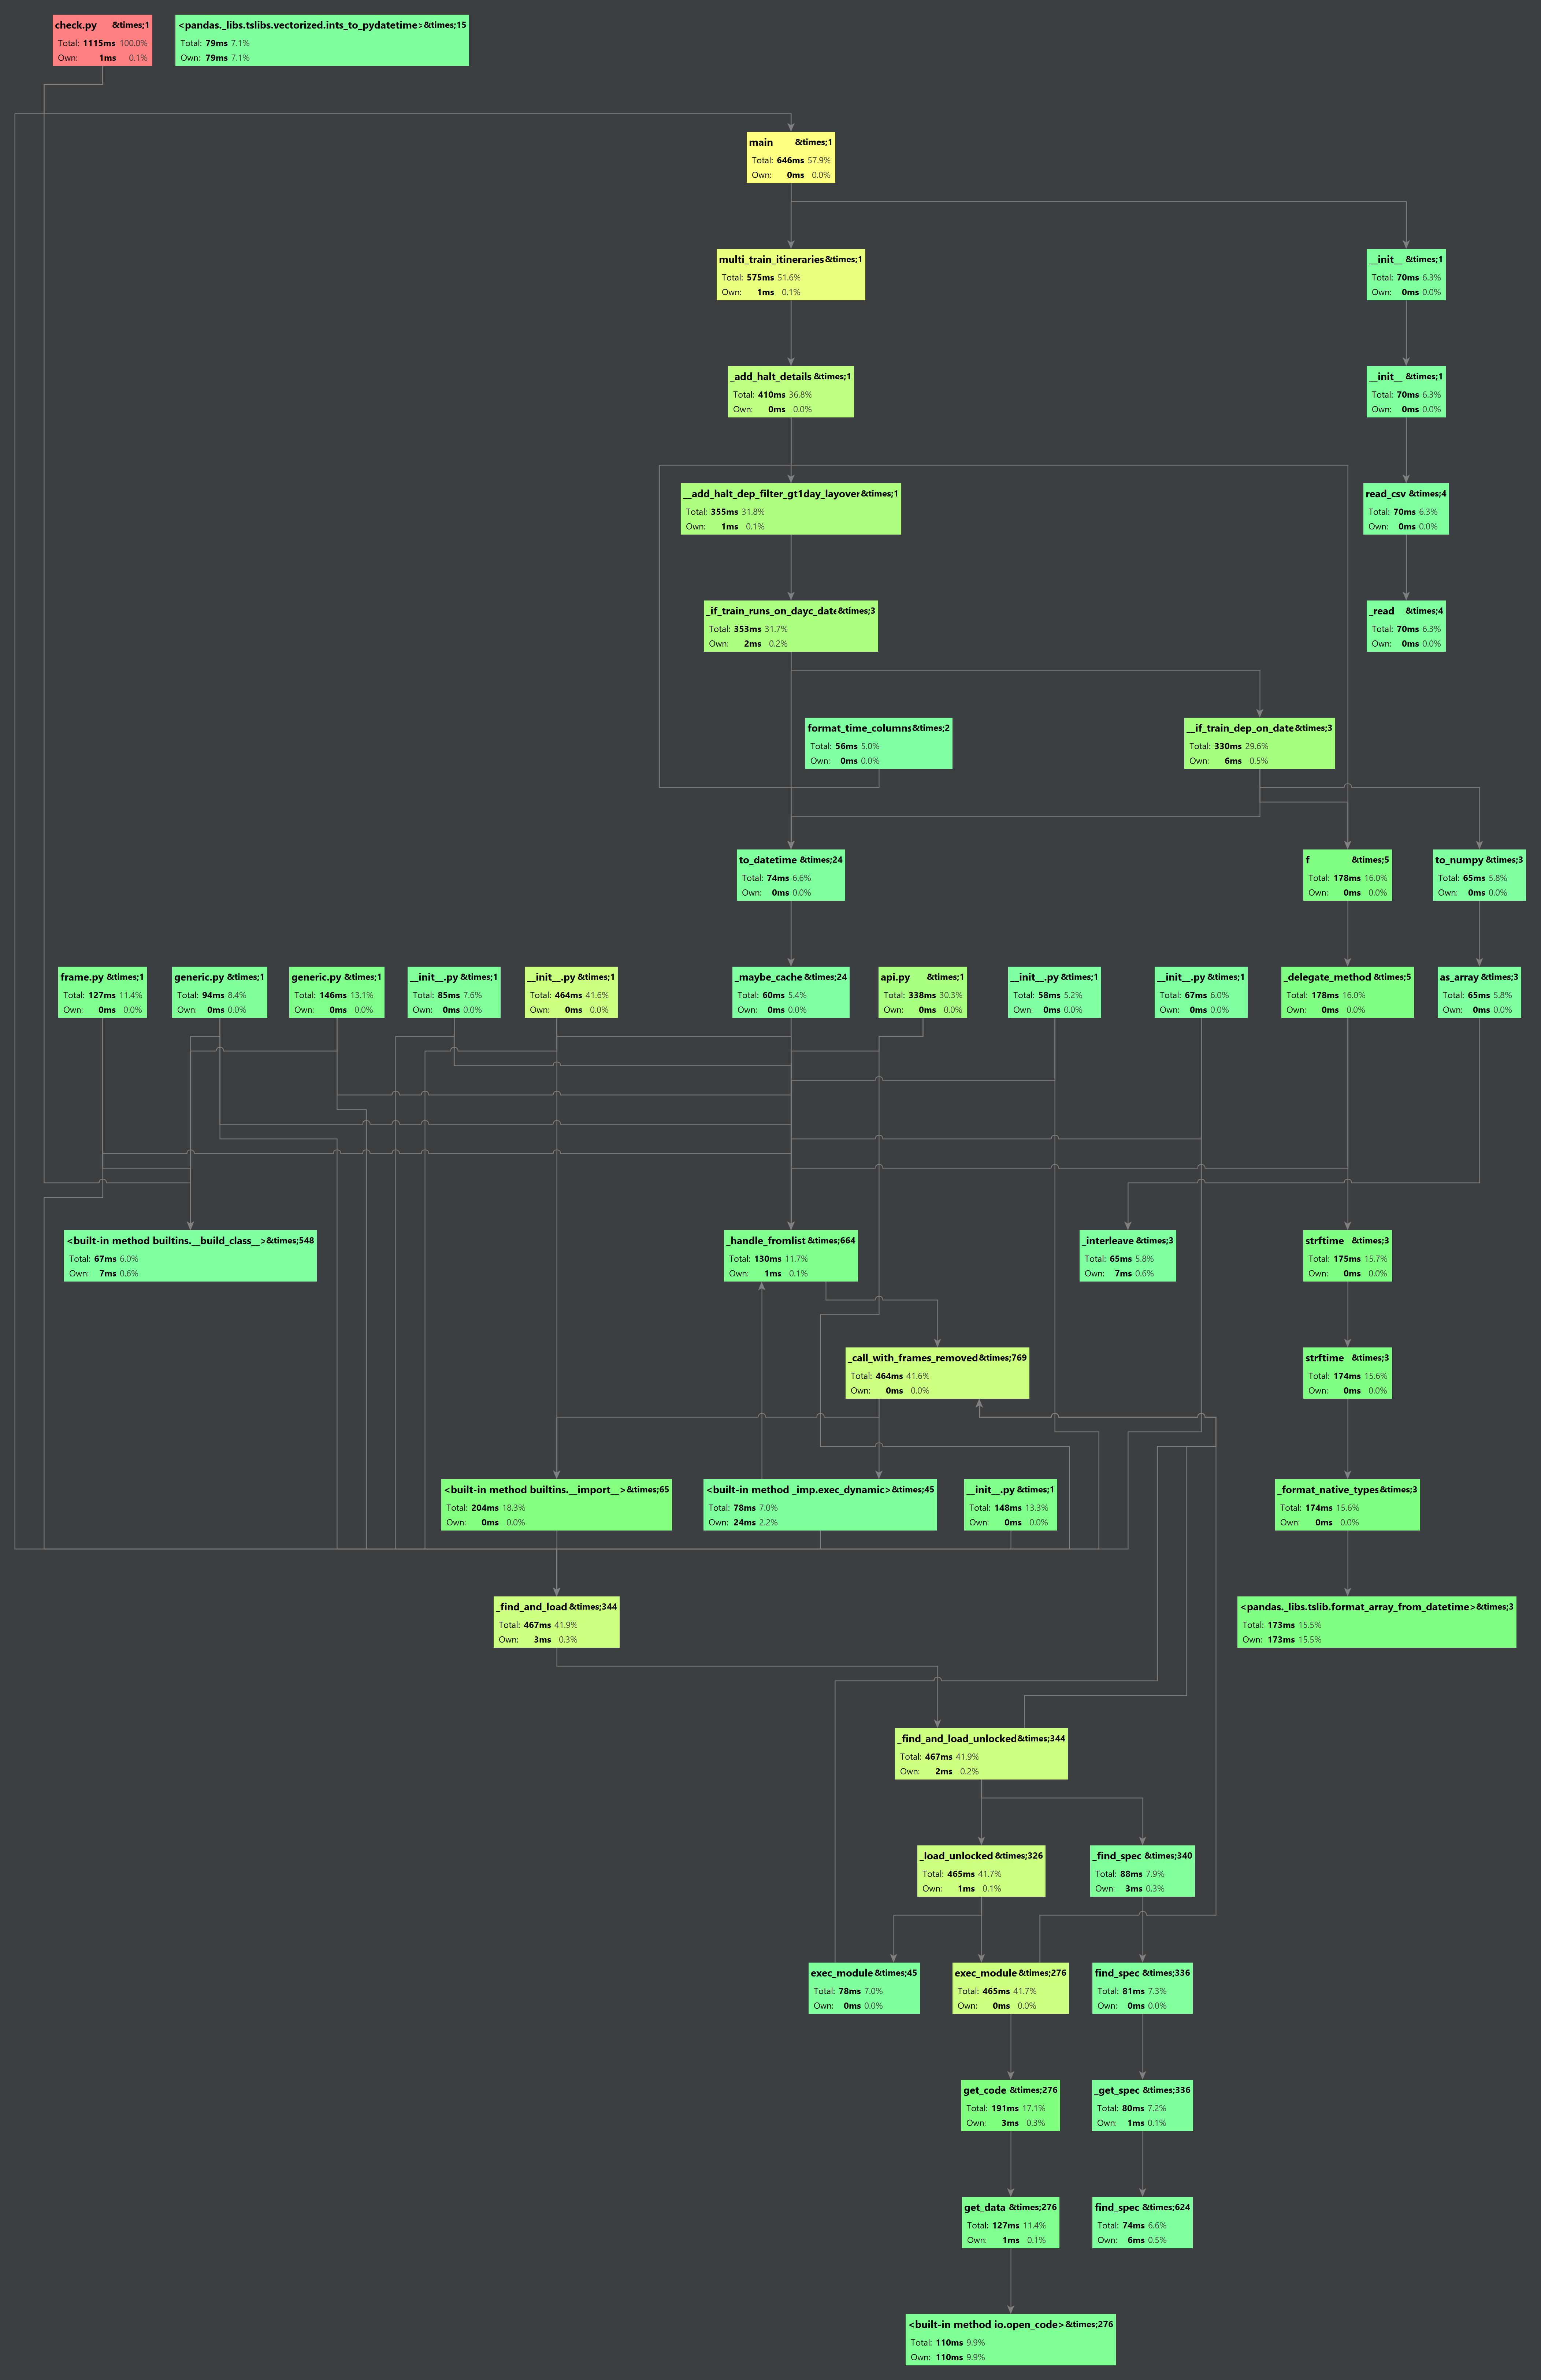 check.py &times;1
Total: 1115ms 100.0%
Own: 1ms 0.1%
<pandas._libs.tslibs.vectorized.ints_to_pydatetime>&times;15
Total: 79ms 7.1%
Own: 79ms 7.1%
main &times;1
Total: 646ms 57.9%
Own: 0ms 0.0%
multi_train_itineraries&times;1
Total: 575ms 51.6%
Own: 1ms 0.1%
__init__ &times;1
Total: 70ms 6.3%
Own: 0ms 0.0%
_add_halt_details &times;1
Total: 410ms 36.8%
Own: 0ms 0.0%
__init__ &times;1
Total: 70ms 6.3%
Own: 0ms 0.0%
__add_halt_dep_filter_gt1day_layover&times;1
Total: 355ms 31.8%
Own: 1ms 0.1%
read_csv &times;4
Total: 70ms 6.3%
Own: 0ms 0.0%
_if_train_runs_on_dayc_date&times;3
Total: 353ms 31.7%
Own: 2ms 0.2%
_read &times;4
Total: 70ms 6.3%
Own: 0ms 0.0%
format_time_columns&times;2
Total: 56ms 5.0%
Own: 0ms 0.0%
__if_train_dep_on_date&times;3
Total: 330ms 29.6%
Own: 6ms 0.5%
to_datetime &times;24
Total: 74ms 6.6%
Own: 0ms 0.0%
f &times;5
Total: 178ms 16.0%
Own: 0ms 0.0%
to_numpy &times;3
Total: 65ms 5.8%
Own: 0ms 0.0%
frame.py &times;1
Total: 127ms 11.4%
Own: 0ms 0.0%
generic.py &times;1
Total: 94ms 8.4%
Own: 0ms 0.0%
generic.py &times;1
Total: 146ms 13.1%
Own: 0ms 0.0%
__init__.py &times;1
Total: 85ms 7.6%
Own: 0ms 0.0%
__init__.py &times;1
Total: 464ms 41.6%
Own: 0ms 0.0%
_maybe_cache &times;24
Total: 60ms 5.4%
Own: 0ms 0.0%
api.py &times;1
Total: 338ms 30.3%
Own: 0ms 0.0%
__init__.py &times;1
Total: 58ms 5.2%
Own: 0ms 0.0%
__init__.py &times;1
Total: 67ms 6.0%
Own: 0ms 0.0%
_delegate_method &times;5
Total: 178ms 16.0%
Own: 0ms 0.0%
as_array &times;3
Total: 65ms 5.8%
Own: 0ms 0.0%
<built-in method builtins.__build_class__>&times;548
Total: 67ms 6.0%
Own: 7ms 0.6%
_handle_fromlist &times;664
Total: 130ms 11.7%
Own: 1ms 0.1%
_interleave &times;3
Total: 65ms 5.8%
Own: 7ms 0.6%
strftime &times;3
Total: 175ms 15.7%
Own: 0ms 0.0%
_call_with_frames_removed&times;769
Total: 464ms 41.6%
Own: 0ms 0.0%
strftime &times;3
Total: 174ms 15.6%
Own: 0ms 0.0%
<built-in method builtins.__import__>&times;65
Total: 204ms 18.3%
Own: 0ms 0.0%
<built-in method _imp.exec_dynamic>&times;45
Total: 78ms 7.0%
Own: 24ms 2.2%
__init__.py &times;1
Total: 148ms 13.3%
Own: 0ms 0.0%
_format_native_types&times;3
Total: 174ms 15.6%
Own: 0ms 0.0%
_find_and_load &times;344
Total: 467ms 41.9%
Own: 3ms 0.3%
<pandas._libs.tslib.format_array_from_datetime>&times;3
Total: 173ms 15.5%
Own: 173ms 15.5%
_find_and_load_unlocked&times;344
Total: 467ms 41.9%
Own: 2ms 0.2%
_load_unlocked &times;326
Total: 465ms 41.7%
Own: 1ms 0.1%
_find_spec &times;340
Total: 88ms 7.9%
Own: 3ms 0.3%
exec_module &times;45
Total: 78ms 7.0%
Own: 0ms 0.0%
exec_module &times;276
Total: 465ms 41.7%
Own: 0ms 0.0%
find_spec &times;336
Total: 81ms 7.3%
Own: 0ms 0.0%
get_code &times;276
Total: 191ms 17.1%
Own: 3ms 0.3%
_get_spec &times;336
Total: 80ms 7.2%
Own: 1ms 0.1%
get_data &times;276
Total: 127ms 11.4%
Own: 1ms 0.1%
find_spec &times;624
Total: 74ms 6.6%
Own: 6ms 0.5%
<built-in method io.open_code>&times;276
Total: 110ms 9.9%
Own: 110ms 9.9%